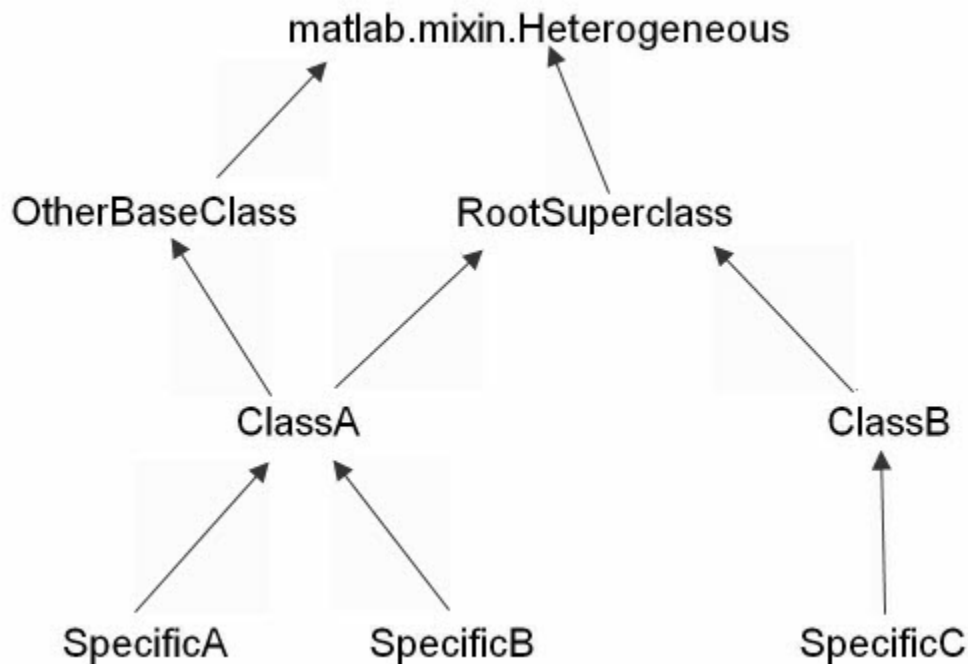 matlab.mixin.Heterogeneous
OtherBaseClass RootSuperclass
ClassA ClassB
SpecificA SpecificB SpecificC